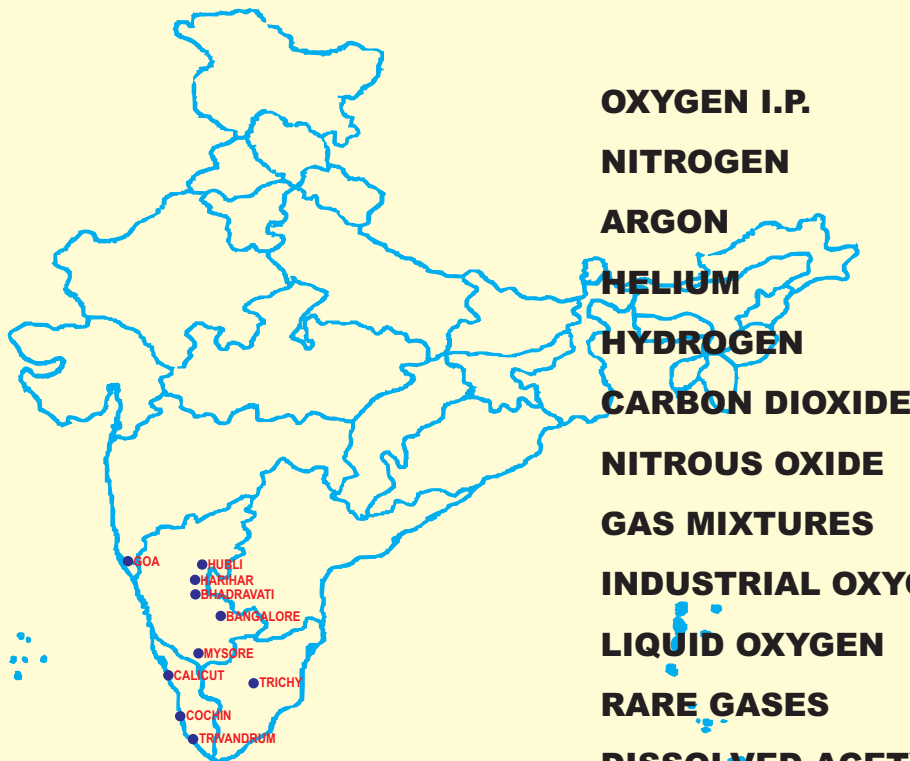 OXYGEN I.P.
NITROGEN
ARGON
HELIUM
HYDROGEN
CARBON DIOXIDE
NITROUS OXIDE
GAS MIXTURES
INDUSTRIAL
LIQUID OXYGEN
RARE GASES
GOA
HUBLI
HARIHAR
BHADRAVATI
BANGALORE
MYSORE
CALICUT
TRICHY
COCHIN
TRIVANDRUM